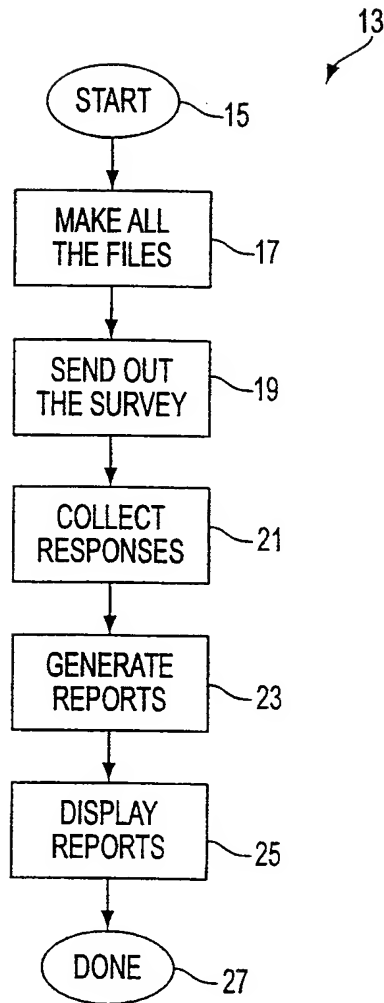 13
START
15
MAKE ALL
THE FILES
17
SEND OUT
THE SURVEY
19
COLLECT
RESPONSES
21
GENERATE
REPORTS
23
DISPLAY
REPORTS
25
DONE
27